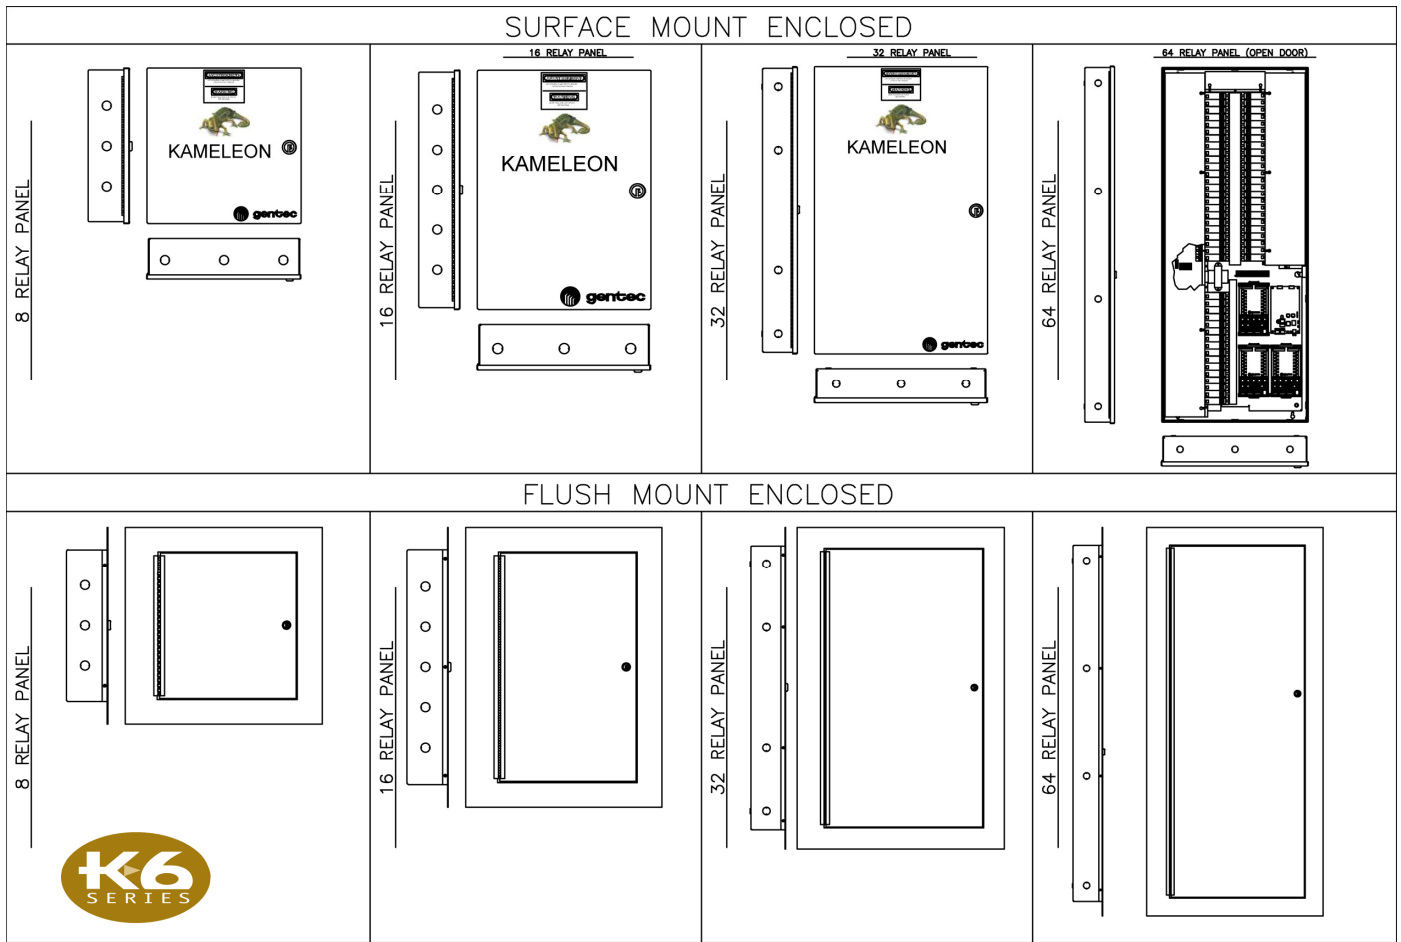 SURFACE MOUNT ENCLOSED
8 RELAY PANEL
KAMELEON
gentec
16 RELAY PANEL
16 RELAY PANEL
KAMELEON
gentec
32 RELAY PANEL
32 RELAY PANEL
KAMELEON
gentec
64 RELAY PANEL (OPEN DOOR)
64 RELAY PANEL
FLUSH MOUNT ENCLOSED
8 RELAY PANEL
16 RELAY PANEL
32 RELAY PANEL
64 RELAY PANEL
K-6
SERIES